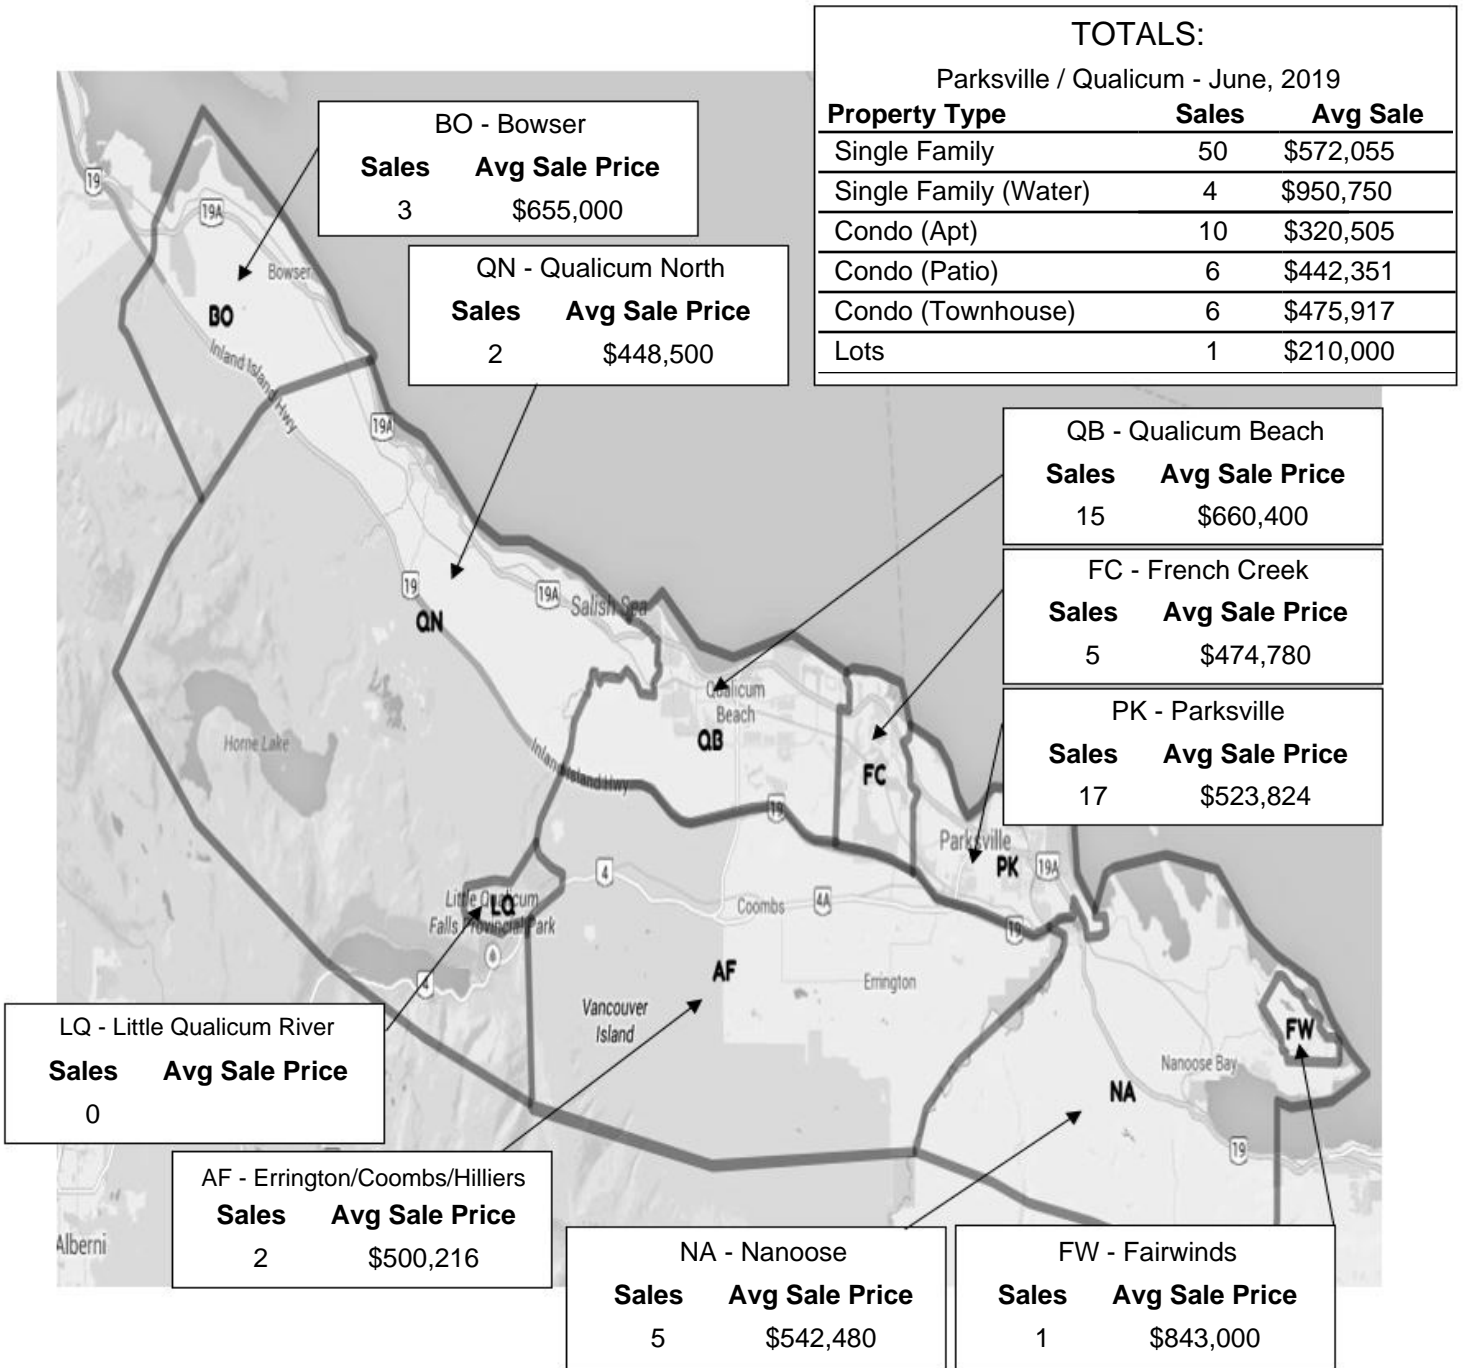 TOTALS:
Parksville / Qualicum - June, 2019
Property Type Sales Avg Sale
Single Family 50 $572,055
Single Family (Water) 4 $950,750
Condo (Apt) 10 $320,505
Condo (Patio) 6 $442,351
Condo (Townhouse) 6 $475,917
Lots 1 $210,000
BO - Bowser
Sales Avg Sale Price
3 $655,000
QN - Qualicum North
Sales Avg Sale Price
2 $448,500
QB - Qualicum Beach
Sales Avg Sale Price
15 $660,400
FC - French Creek
Sales Avg Sale Price
5 $474,780
PK - Parksville
Sales Avg Sale Price
17 $523,824
LQ - Little Qualicum River
Sales Avg Sale Price
0
AF - Errington/Coombs/Hilliers
Sales Avg Sale Price
2 $500,216
NA - Nanoose
Sales Avg Sale Price
5 $542,480
FW - Fairwinds
Sales Avg Sale Price
1 $843,000
19
19A
Bowser
BO
Inland Island Hwy
19A
19
19A
Salish Sea
QN
Qualicum
Beach
QB
Horne Lake
Inland Island Hwy
FC
19
Parksville
PK
19A
4
Little Qualicum
LQ
Falls Provincial Park
Coombs
4A
19
4
AF
Errington
Vancouver
Island
FW
Nanoose Bay
NA
19
Alberni